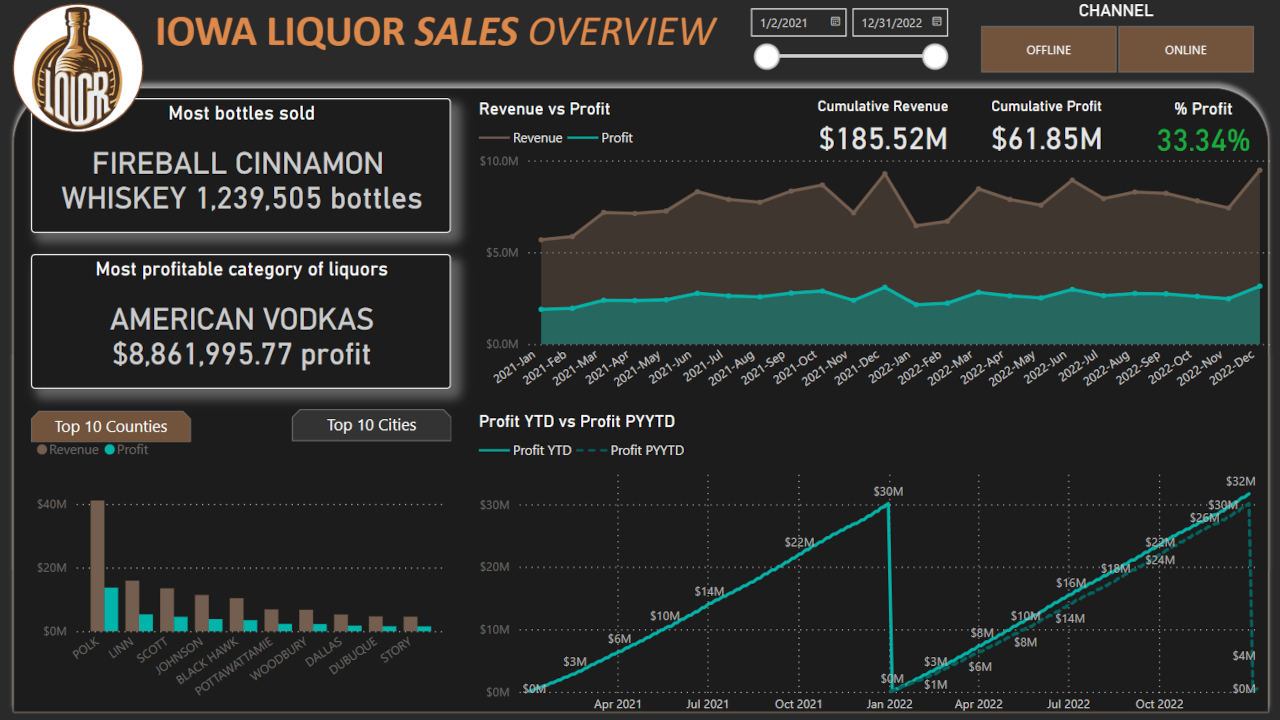 LQICR
IOWA LIQUOR SALES OVERVIEW
1/2/2021
12/31/2022
CHANNEL
OFFLINE
ONLINE
Most bottles sold
FIREBALL CINNAMON
WHISKEY 1,239,505 bottles
Most profitable category of liquors
AMERICAN VODKAS
$8,861,995.77 profit
Top 10 Counties
Top 10 Cities
Revenue
Profit
$40M
$20M
$0M
POLK
LINN
SCOTT
JOHNSON
BLACK HAWK
POTTAWATTAMIE
WOODBURY
DALLAS
DUBUQUE
STORY
Revenue vs Profit
Revenue
Profit
Cumulative Revenue
$185.52M
Cumulative Profit
$61.85M
% Profit
33.34%
$10.0M
$5.0M
$0.0M
2021-Jan
2021-Feb
2021-Mar
2021-Apr
2021-May
2021-Jun
2021-Jul
2021-Aug
2021-Sep
2021-Oct
2021-Nov
2021-Dec
2022-Jan
2022-Feb
2022-Mar
2022-Apr
2022-May
2022-Jun
2022-Jul
2022-Aug
2022-Sep
2022-Oct
2022-Nov
2022-Dec
Profit YTD vs Profit PYYTD
Profit YTD
Profit PYYTD
$30M
$20M
$10M
$0M
$0M
$3M
$6M
$10M
$14M
$22M
$30M
$0M
$3M
$1M
$8M
$6M
$10M
$8M
$16M
$14M
$18M
$22M
$24M
$26M
$30M
$32M
$4M
$0M
Apr 2021
Jul 2021
Oct 2021
Jan 2022
Apr 2022
Jul 2022
Oct 2022